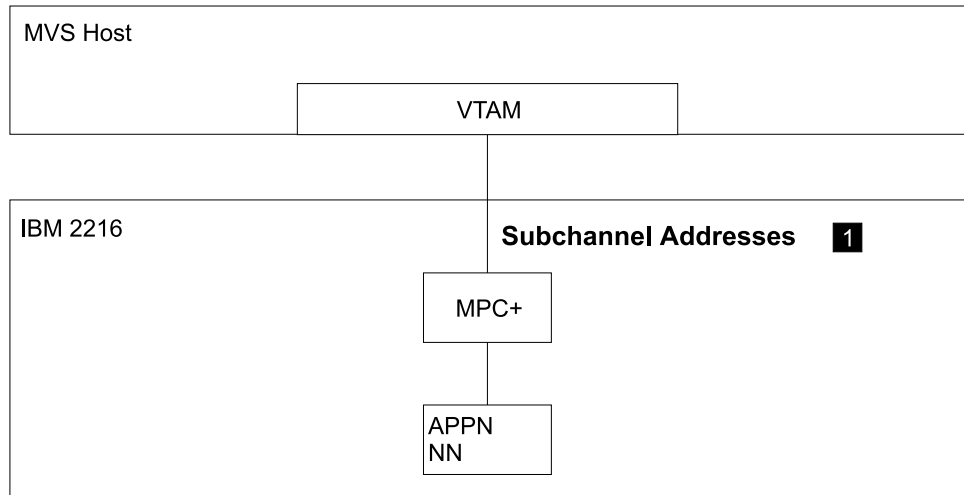 MVS Host
VTAM
IBM 2216
Subchannel Addresses 1
MPC+
APPN
NN